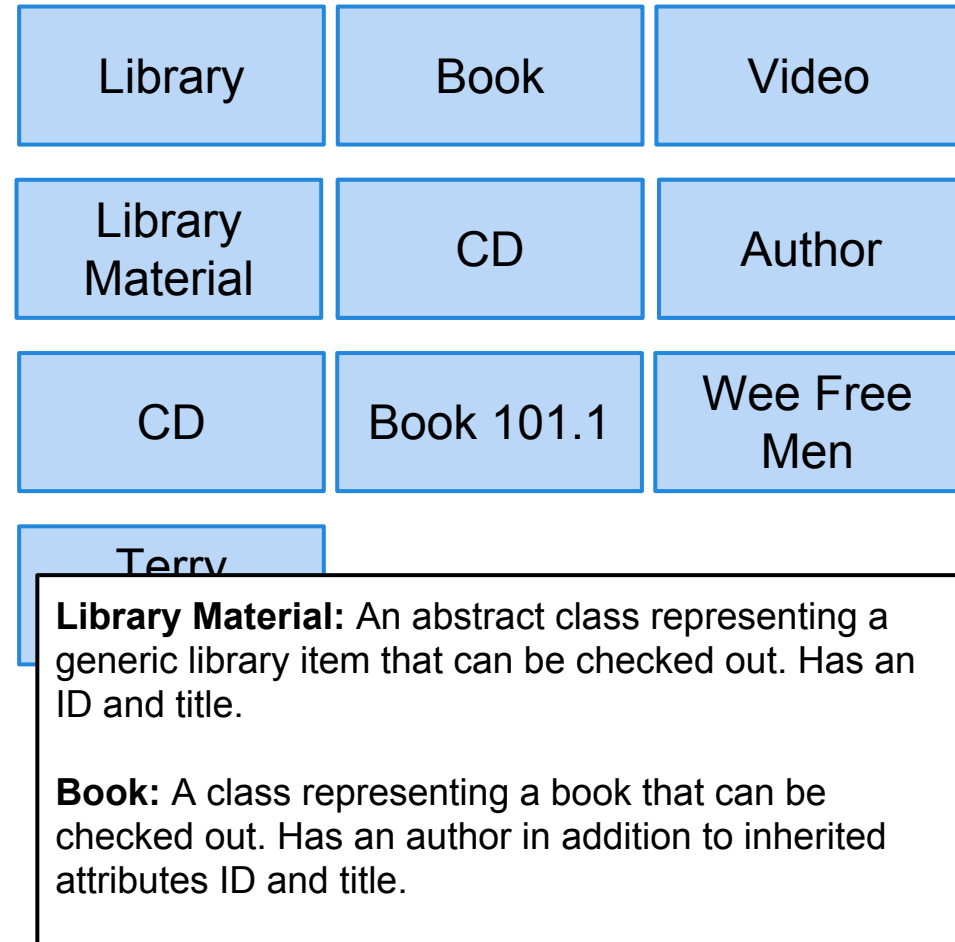 Library
Book
Video
Library
Material
CD
Author
CD
Book 101.1
Wee Free
Men
Terry
Library Material: An abstract class representing a
generic library item that can be checked out. Has an
ID and title.
Book: A class representing a book that can be
checked out. Has an author in addition to inherited
attributes ID and title.